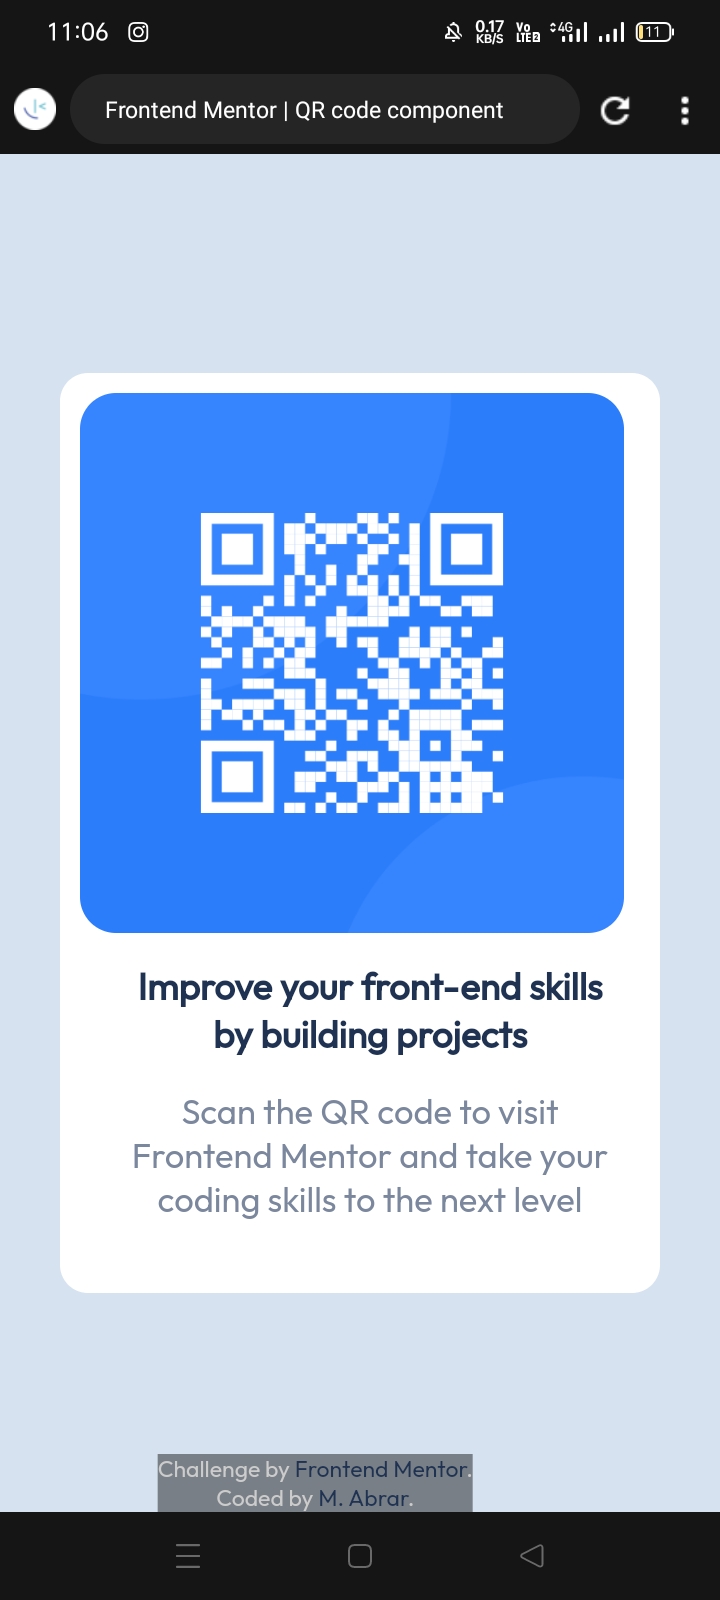 11:06
0.17
KB/S
Vo
LTE2
4G
11
Frontend Mentor | QR code component
Improve your front-end skills
by building projects
Scan the QR code to visit
Frontend Mentor and take your
coding skills to the next level
Challenge by Frontend Mentor.
Coded by M. Abrar.